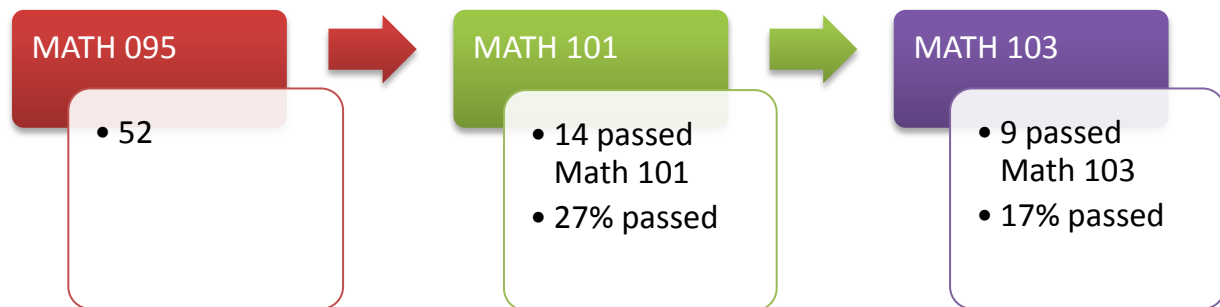 MATH 095
• 52
MATH 101
• 14 passed
Math 101
• 27% passed
MATH 103
• 9 passed
Math 103
• 17% passed